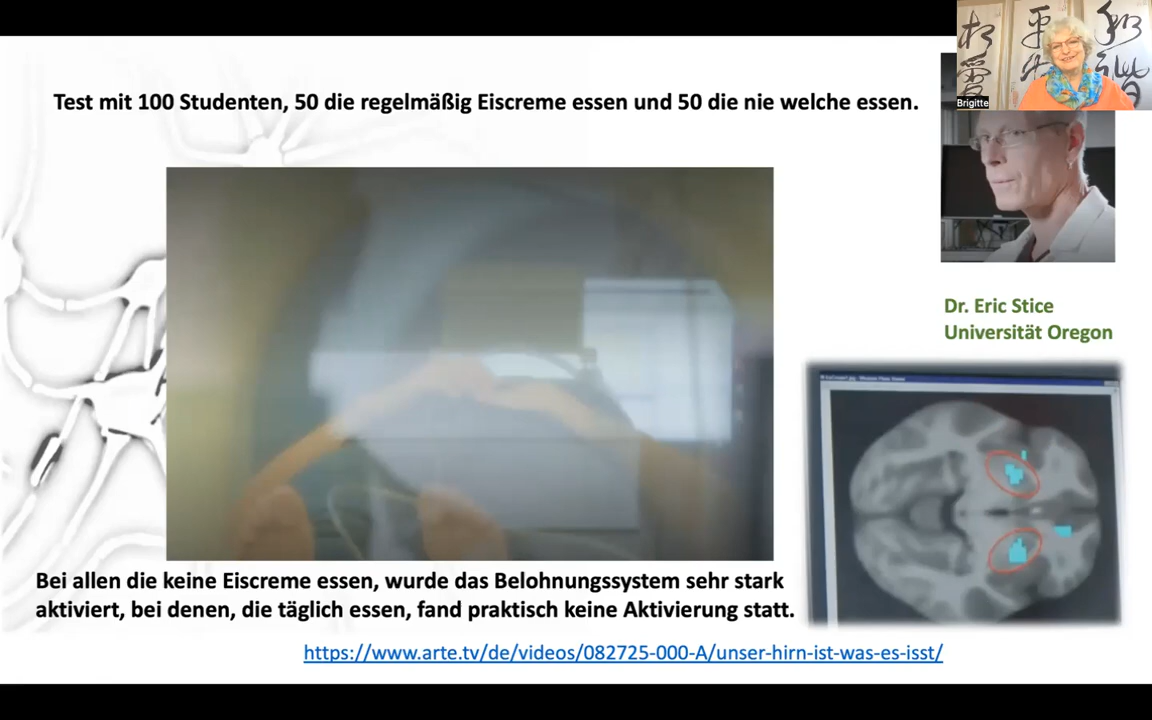 Test mit 100 Studenten, 50 die regelmäßig Eiscreme essen und 50 die nie welche essen.
Brigitte
Dr. Eric Stice
Universität Oregon
Bei allen die keine Eiscreme essen, wurde das Belohnungssystem sehr stark
aktiviert, bei denen, die täglich essen, fand praktisch keine Aktivierung statt.
https://www.arte.tv/de/videos/082725-000-A/unser-hirn-ist-was-es-isst/